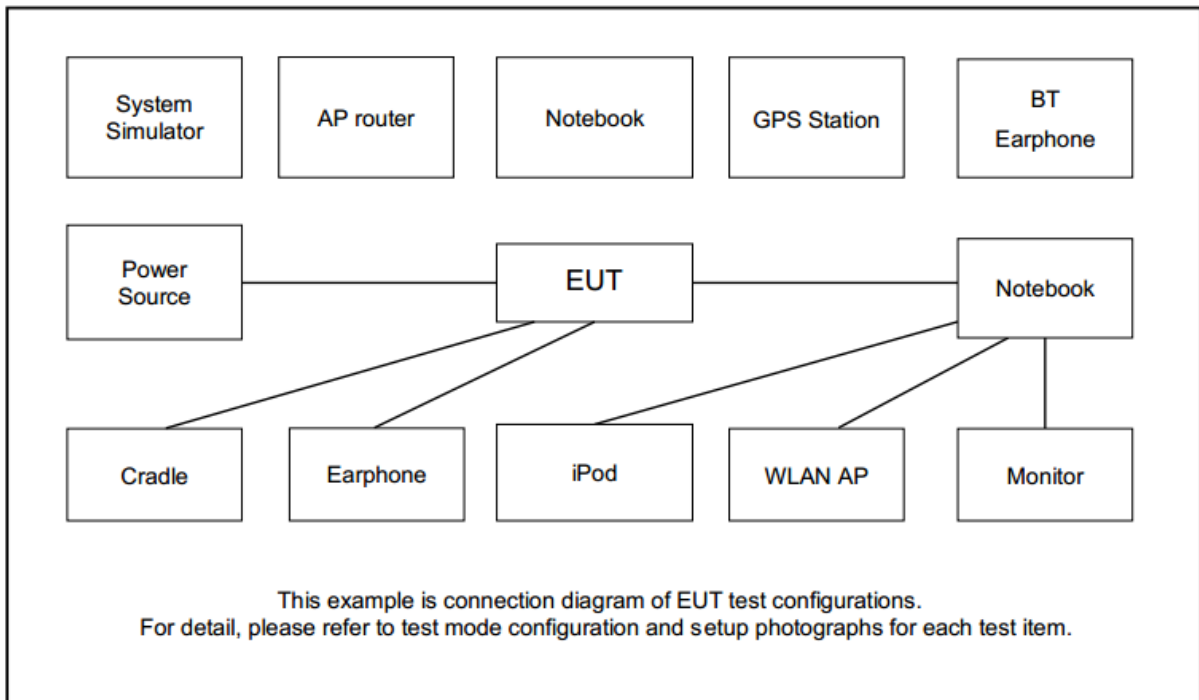 System
Simulator
AP router
Notebook
GPS Station
BT
Earphone
Power
Source
EUT
Notebook
Cradle
Earphone
iPod
WLAN AP
Monitor
This example is connection diagram of EUT test configurations.
For detail, please refer to test mode configuration and setup photographs for each test item.